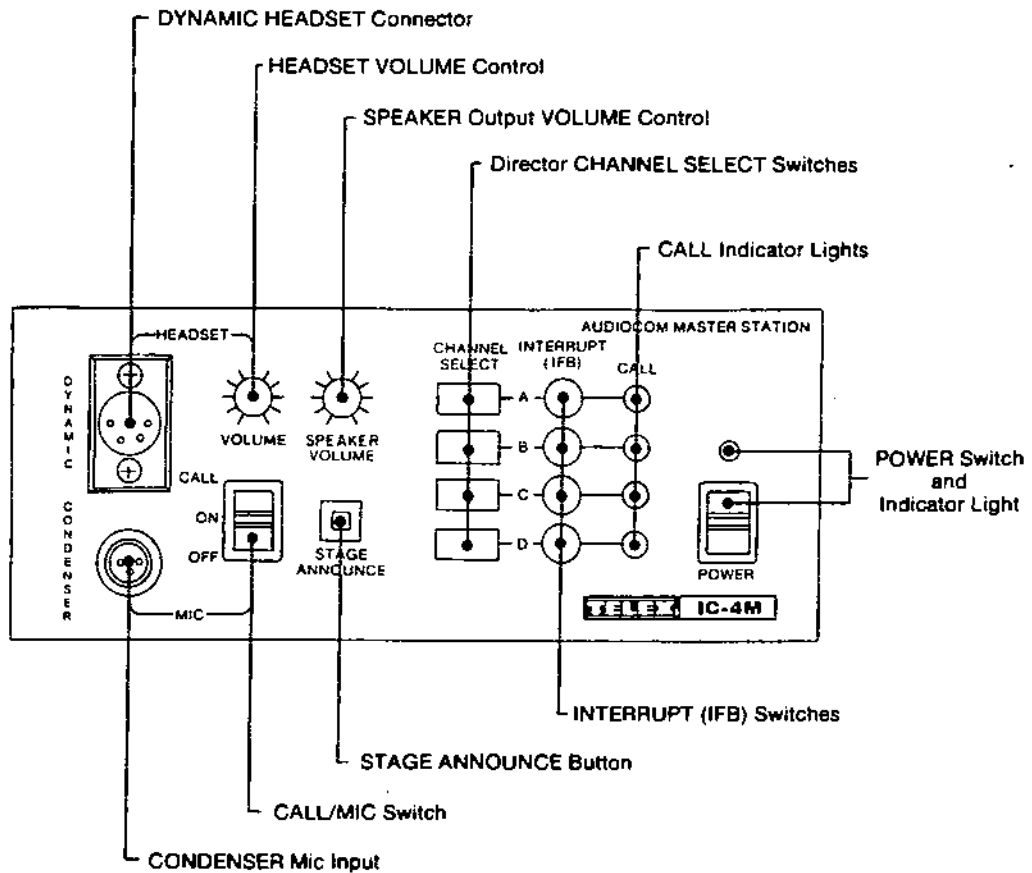 DYNAMIC HEADSET Connector
HEADSET VOLUME Control
SPEAKER Output VOLUME Control
Director CHANNEL SELECT Switches
CALL Indicator Lights
AUDIOCOM MASTER STATION
HEADSET
CHANNEL
SELECT
INTERRUPT
(IFB)
CALL
DYNAMIC
VOLUME
SPEAKER
VOLUME
A
B
C
D
CALL
ON
OFF
CONDENSER
STAGE
ANNOUNCE
MIC
POWER
TELEX IC-4M
POWER Switch
and
Indicator Light
INTERRUPT (IFB) Switches
STAGE ANNOUNCE Button
CALL/MIC Switch
CONDENSER Mic Input